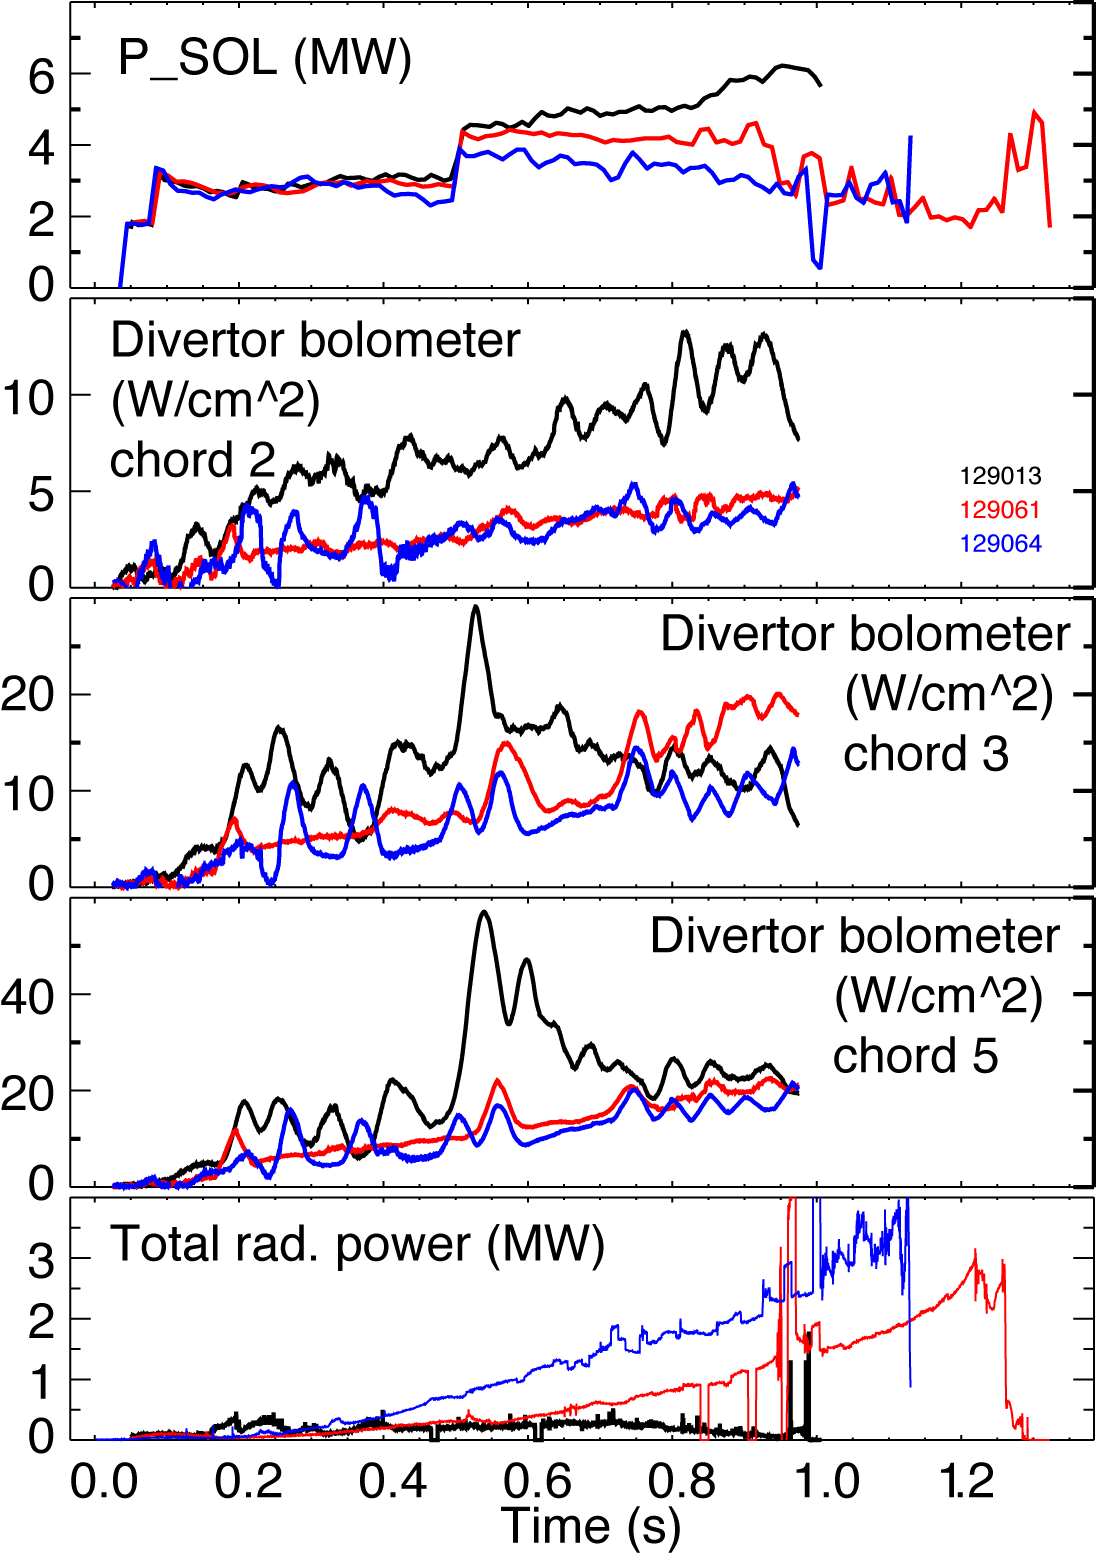 P_SOL (MW)
6
4
2
0
Divertor bolometer
(W/cm^2)
chord 2
10
5
0
129013
129061
129064
Divertor bolometer
(W/cm^2)
chord 3
20
10
0
Divertor bolometer
(W/cm^2)
chord 5
40
20
0
Total rad. power (MW)
3
2
1
0
0.0 0.2 0.4 0.6 0.8 1.0 1.2
Time (s)